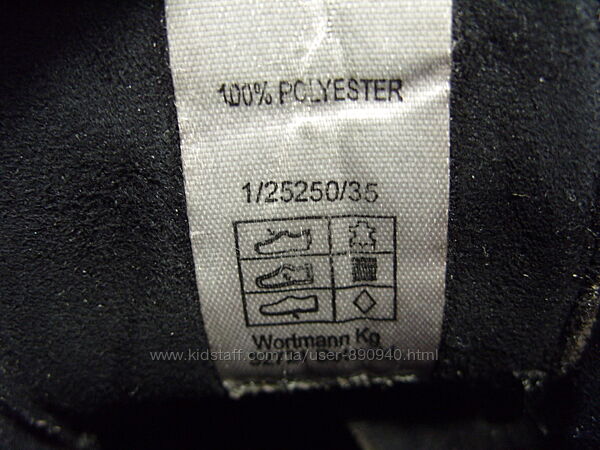 100% POLYESTER
1/25250/35
Wortmann Kg
www.kidstaff.com.ua/user-890940.html